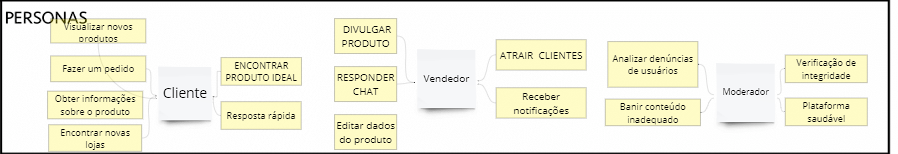 PERSONAS
Visualizar novos
produtos
Fazer um pedido
Obter informações
sobre o produto
Encontrar novas
lojas
Cliente
ENCONTRAR
PRODUTO IDEAL
Resposta rápida
DIVULGAR
PRODUTO
RESPONDER
CHAT
Editar dados
do produto
Vendedor
ATRAIR CLIENTES
Receber
notificações
Analizar denúncias
de usuários
Banir conteúdo
inadequado
Moderador
Verificação de
integridade
Plataforma
saudável